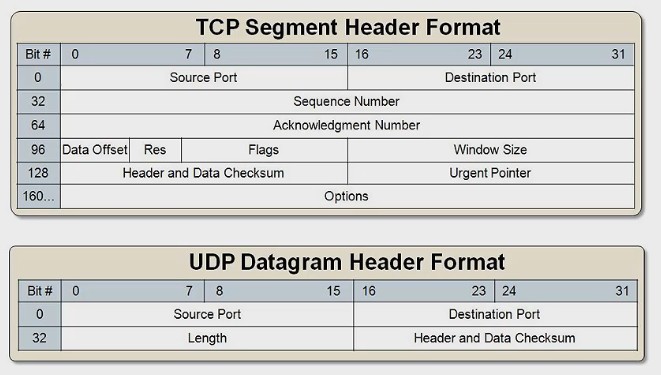 TCP Segment Header Format
Bit # 0 7 8 15 16 23 24 31
0 Source Port Destination Port
32 Sequence Number
64 Acknowledgment Number
96 Data Offset Res Flags Window Size
128 Header and Data Checksum Urgent Pointer
160... Options
UDP Datagram Header Format
Bit # 0 7 8 15 16 23 24 31
0 Source Port Destination Port
32 Length Header and Data Checksum